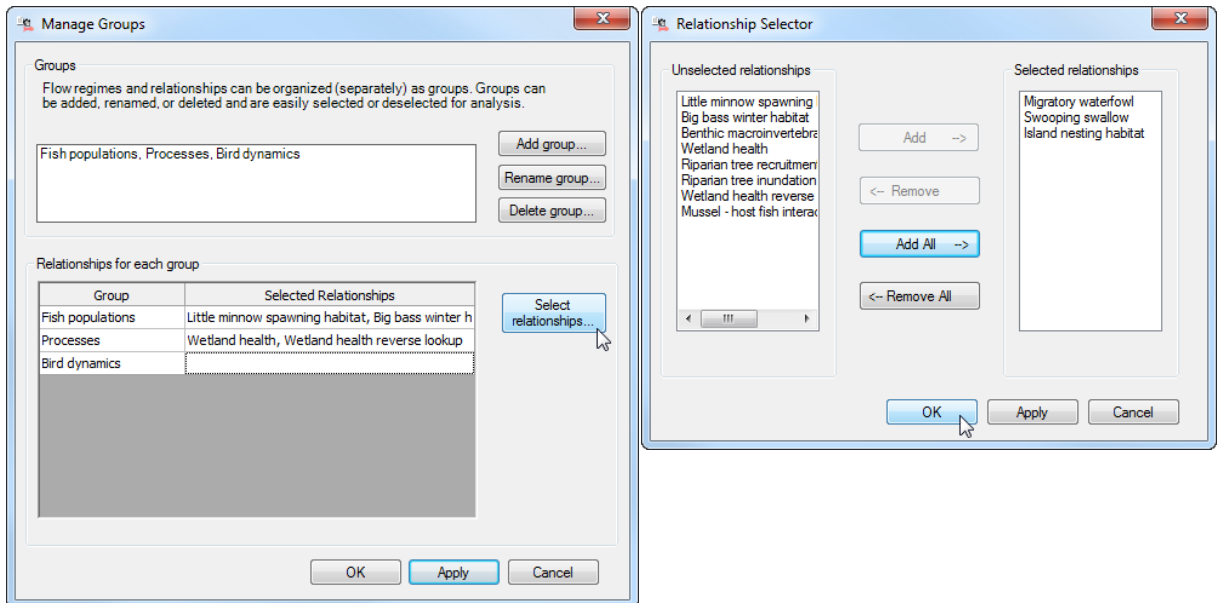 Manage Groups
Groups
Flow regimes and relationships can be organized (separately) as groups. Groups can
be added, renamed, or deleted and are easily selected or deselected for analysis.
Fish populations, Processes, Bird dynamics
Add group...
Rename group...
Delete group...
Relationships for each group
Group Selected Relationships
Fish populations Little minnow spawning habitat, Big bass winter h
Processes Wetland health, Wetland health reverse lookup
Bird dynamics
Select
relationships...
OK Apply Cancel
Relationship Selector
Unselected relationships
Little minnow spawning
Big bass winter habitat
Benthic macroinvertebra
Wetland health
Riparian tree recruitment
Riparian tree inundation
Wetland health reverse
Mussel - host fish interac
Add -->
<-- Remove
Add All -->
<-- Remove All
Selected relationships
Migratory waterfowl
Swooping swallow
Island nesting habitat
OK Apply Cancel